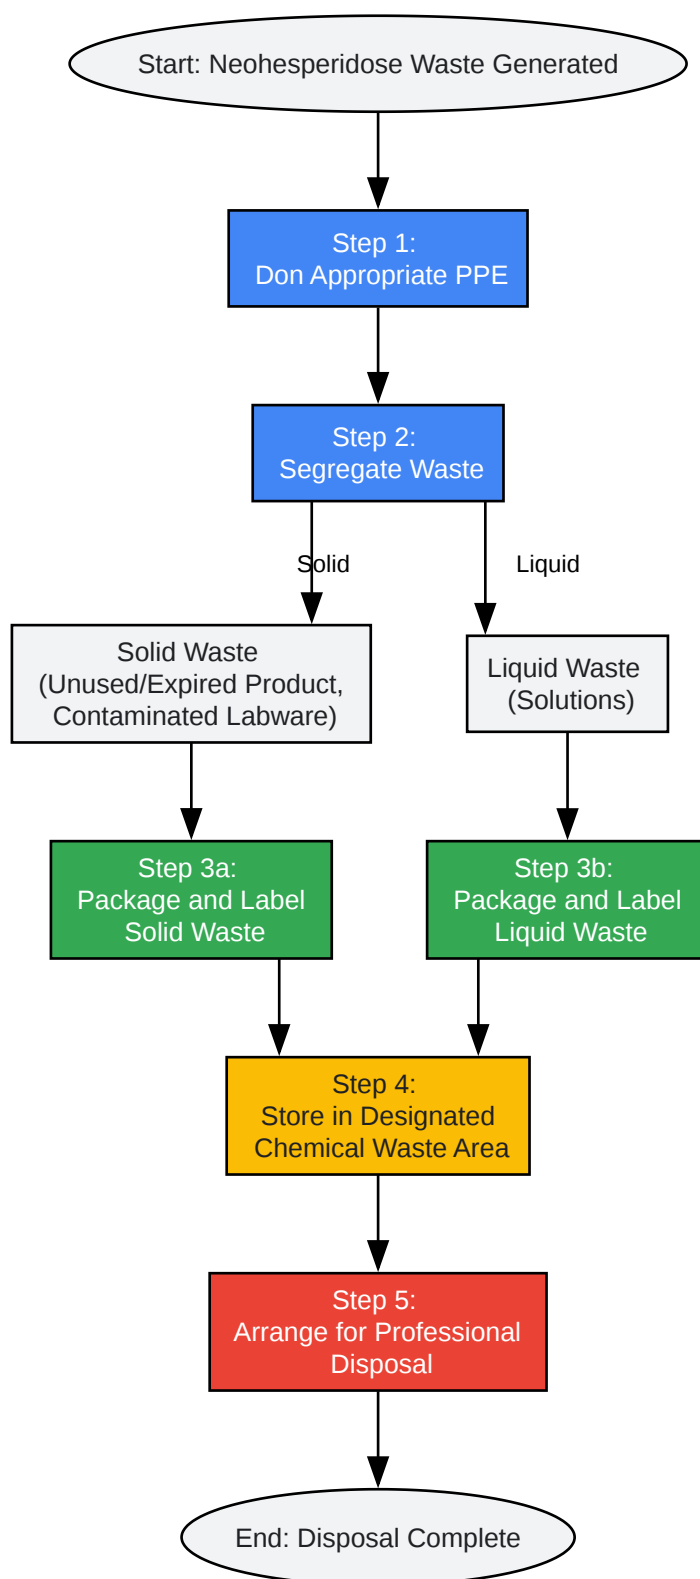 Start: Neohesperidose Waste Generated
Step 1:
Don Appropriate PPE
Step 2:
Segregate Waste
Solid
Liquid
Solid Waste
(Unused/Expired Product,
Contaminated Labware)
Liquid Waste
(Solutions)
Step 3a:
Package and Label
Solid Waste
Step 3b:
Package and Label
Liquid Waste
Step 4:
Store in Designated
Chemical Waste Area
Step 5:
Arrange for Professional
Disposal
End: Disposal Complete